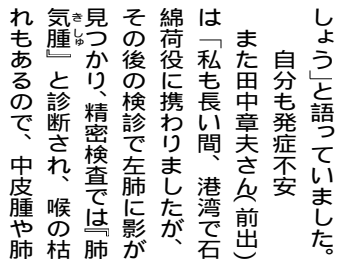 しょう」と語っていました。
自分も発症不安
また田中章夫さん(前出)
は「私も長い間、港湾で石
綿荷役に携わりましたが、
その後の検診で左肺に影が
見つかり、精密検査では『肺
気腫きしゅ』と診断され、喉の枯
れもあるので、中皮腫や肺